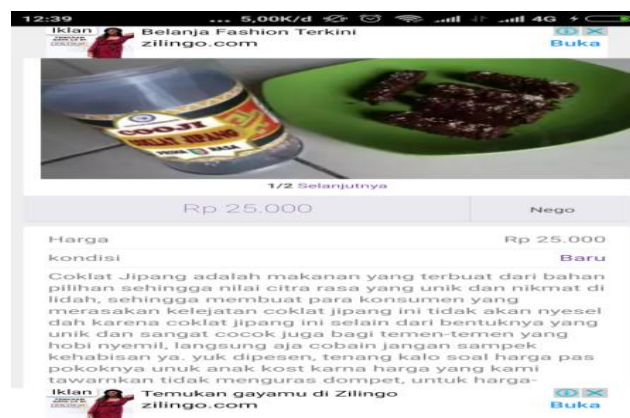 12:39 ... 5,00K/d 4G
Iklan Belanja Fashion Terkini
zilingo.com Buka
COOJI
COKLAT JIPANG
RASA
1/2 Selanjutnya
Rp 25.000 Nego
Harga Rp 25.000
kondisi Baru
Coklat Jipang adalah makanan yang terbuat dari bahan
pilihan sehingga nilai citra rasa yang unik dan nikmat di
lidah, sehingga membuat para konsumen yang
merasakan kelejatan coklat jipang ini tidak akan nyesel
dah karena coklat jipang ini selain dari bentuknya yang
unik dan sangat cocok juga bagi temen-temen yang
hobi nyemil, langsung aja cobain jangan sampek
kehabisan ya. yuk dipesen, tenang kalo soal harga pas
pokoknya unuk anak kost karna harga yang kami
tawarnkan tidak menguras dompet, untuk harga-
Iklan Temukan gayamu di Zilingo
zilingo.com Buka